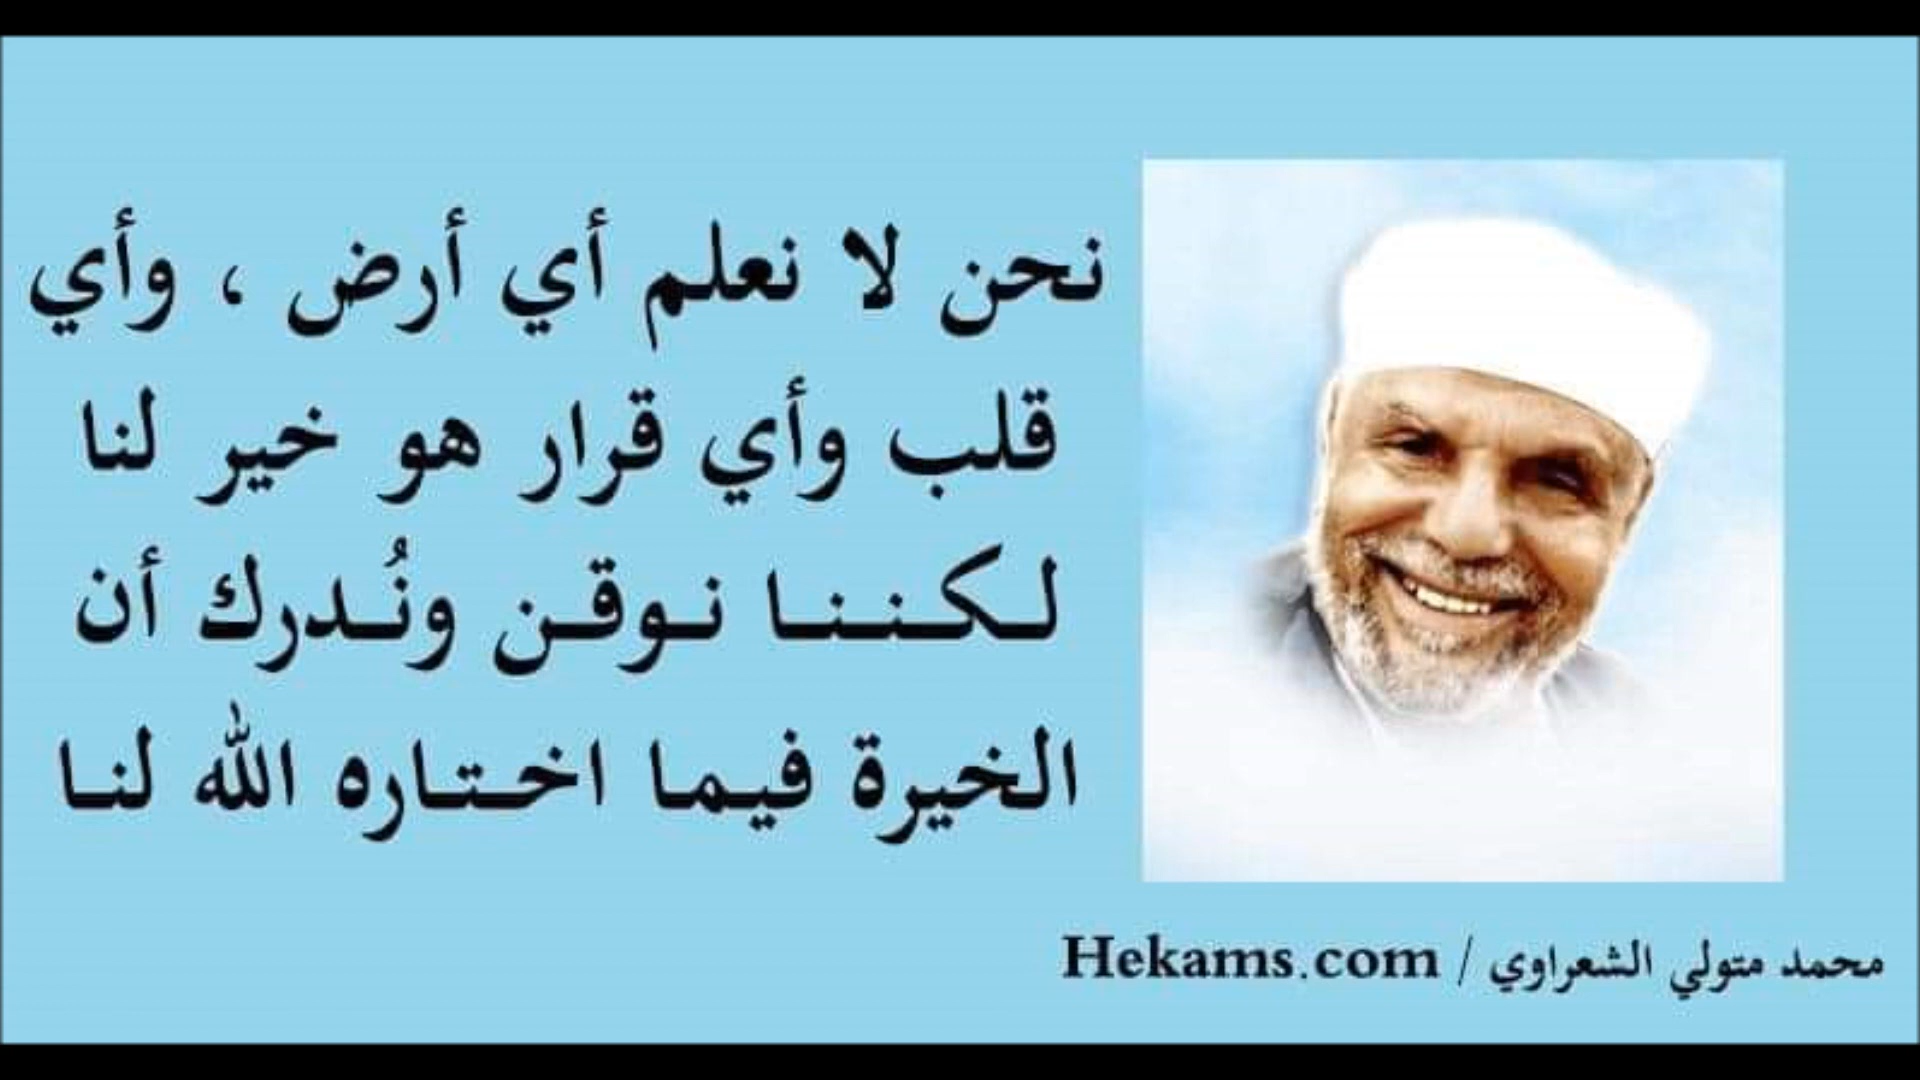 نحن لا نعلم أي أرض ، وأي
قلب وأي قرار هو خير لنا
لكننا نوقن ونُدرك أن
الخيرة فيما اختاره الله لنا
محمد متولي الشعراوي / Hekams.com